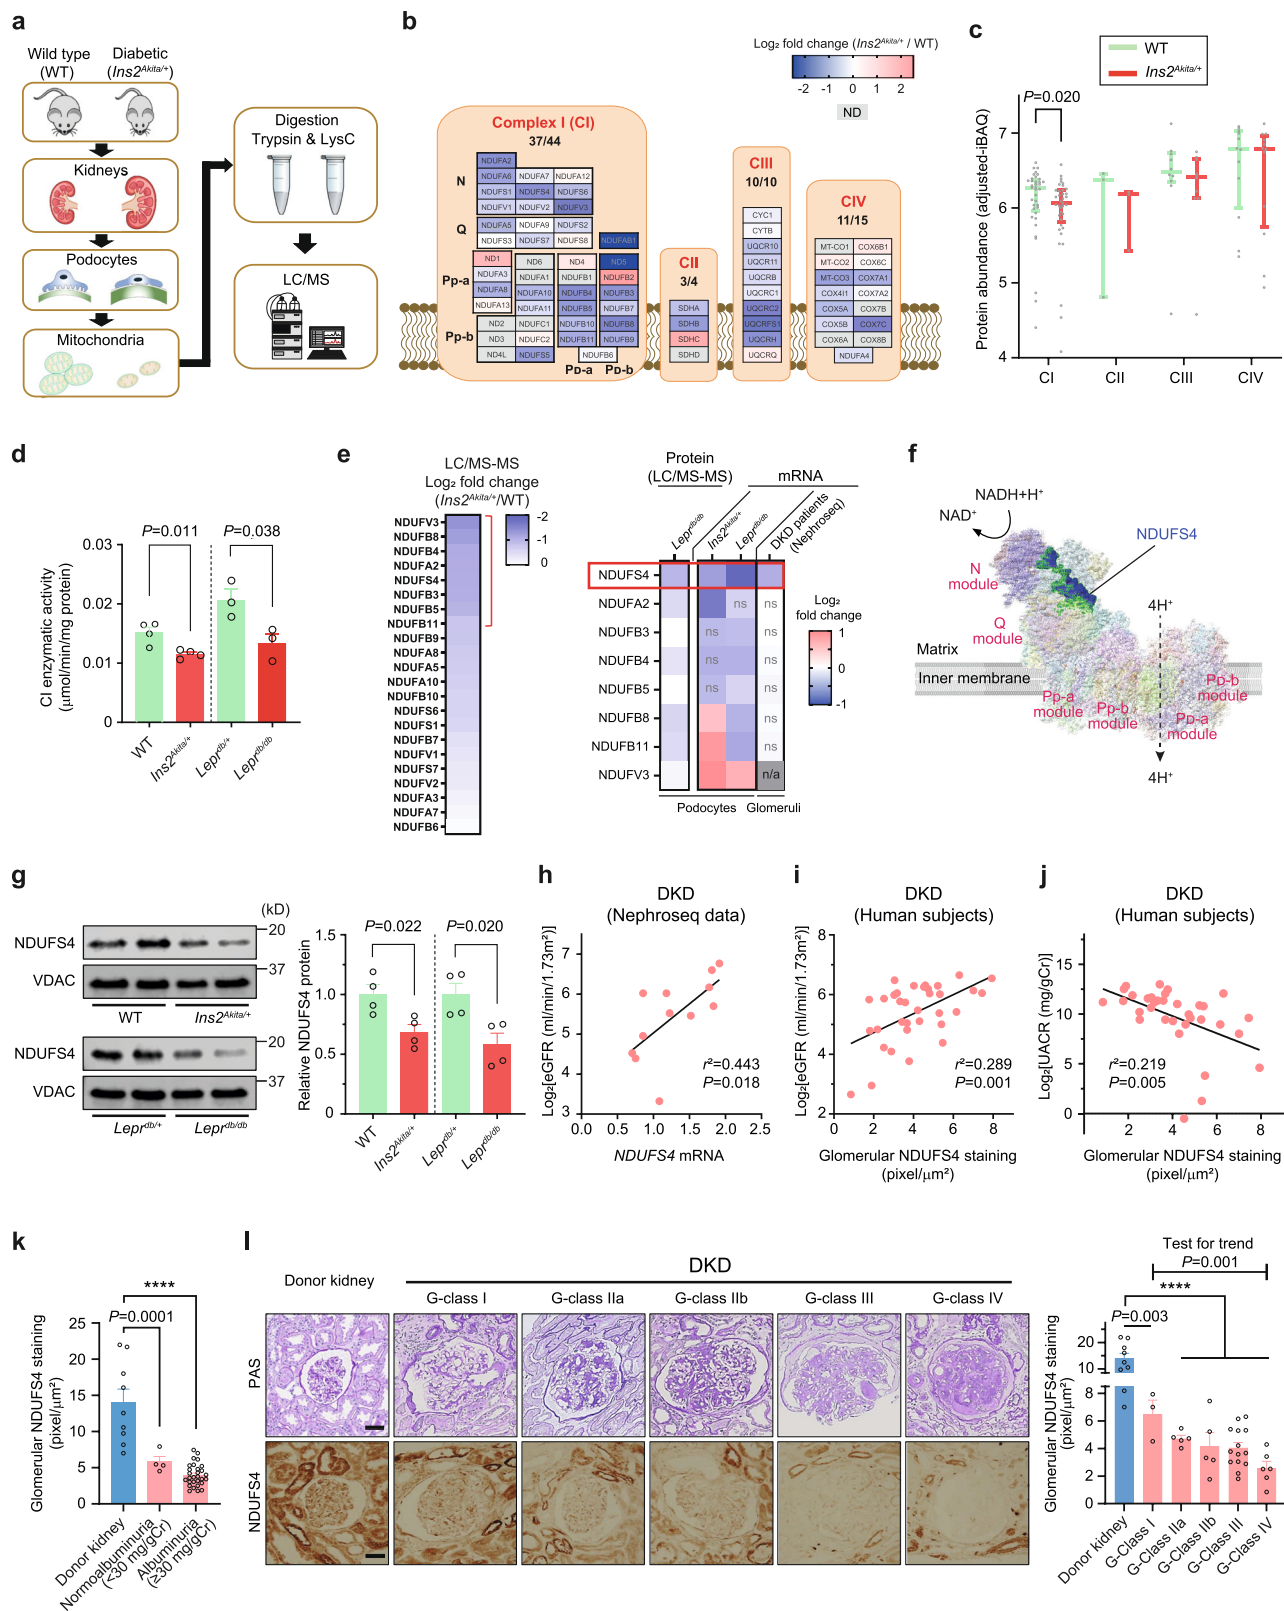 a
Wild type
(WT)
Diabetic
(Ins2Akita/+)
Kidneys
Podocytes
Mitochondria
Digestion
Trypsin & LysC
LC/MS
b
Log₂ fold change (Ins2Akita/+ / WT)
-2 -1 0 1 2
ND
Complex I (CI)
37/44
N
NDUFA2
NDUFA6 NDUFA7 NDUFA12
NDUFS1 NDUFS4 NDUFS6
NDUFV1 NDUFV2 NDUFV3
Q
NDUFA5 NDUFA9 NDUFS2
NDUFS3 NDUFS7 NDUFS8 NDUFAB1
Pp-a
ND1 ND6 ND4 ND5
NDUFA3 NDUFA1 NDUFB1 NDUFB2
NDUFA8 NDUFA10 NDUFB4 NDUFB3
NDUFA13 NDUFA11 NDUFB5 NDUFB7
Pp-b
ND2 NDUFC1 NDUFB10 NDUFB8
ND3 NDUFC2 NDUFB11 NDUFB9
ND4L NDUFS5 NDUFB6
PD-a PD-b
CII
3/4
SDHA
SDHB
SDHC
SDHD
CIII
10/10
CYC1
CYTB
UQCR10
UQCR11
UQCRB
UQCRC1
UQCRC2
UQCRFS1
UQCRH
UQCRQ
CIV
11/15
MT-CO1 COX6B1
MT-CO2 COX6C
MT-CO3 COX7A1
COX4I1 COX7A2
COX5A COX7B
COX5B COX7C
COX6A COX8B
NDUFA4
c
WT
Ins2Akita/+
P=0.020
Protein abundance (adjusted-iBAQ)
7
6
5
4
CI CII CIII CIV
d
P=0.011 P=0.038
CI enzymatic activity
(μmol/min/mg protein)
0.03
0.02
0.01
0
WT Ins2Akita/+ Leprdb/+ Leprdb/db
e
LC/MS-MS
Log₂ fold change
(Ins2Akita/+/WT)
-2
-1
0
NDUFV3
NDUFB8
NDUFB4
NDUFA2
NDUFS4
NDUFB3
NDUFB5
NDUFB11
NDUFB9
NDUFA8
NDUFA5
NDUFA10
NDUFB10
NDUFS6
NDUFS1
NDUFB7
NDUFV1
NDUFS7
NDUFV2
NDUFA3
NDUFA7
NDUFB6
Protein
(LC/MS-MS)
mRNA
Leprdb/db Ins2Akita/+ Leprdb/db DKD patients
(Nephroseq)
NDUFS4
NDUFA2 ns ns
NDUFB3 ns ns
NDUFB4 ns ns
NDUFB5 ns ns
NDUFB8 ns
NDUFB11 ns
NDUFV3 n/a
Podocytes Glomeruli
Log₂
fold change
1
0
-1
f
NADH+H⁺
NAD⁺
NDUFS4
N
module
Q
module
4H⁺
Matrix
Inner membrane
Pp-a
module
Pp-b
module
PD-a
module
PD-b
module
4H⁺
g
(kD)
NDUFS4
20
VDAC
37
WT Ins2Akita/+
NDUFS4
20
VDAC
37
Leprdb/+ Leprdb/db
P=0.022 P=0.020
Relative NDUFS4 protein
1.5
1.0
0.5
0
WT Ins2Akita/+ Leprdb/+ Leprdb/db
h
DKD
(Nephroseq data)
Log₂[eGFR (ml/min/1.73m²)]
7
6
5
4
3
r²=0.443
P=0.018
0.0 0.5 1.0 1.5 2.0 2.5
NDUFS4 mRNA
i
DKD
(Human subjects)
Log₂[eGFR (ml/min/1.73m²)]
8
6
4
2
r²=0.289
P=0.001
0 2 4 6 8
Glomerular NDUFS4 staining
(pixel/μm²)
j
DKD
(Human subjects)
Log₂[UACR (mg/gCr)]
15
10
5
0
r²=0.219
P=0.005
2 4 6 8
Glomerular NDUFS4 staining
(pixel/μm²)
k
****
P=0.0001
Glomerular NDUFS4 staining
(pixel/μm²)
25
20
15
10
5
0
Donor kidney
Normoalbuminuria
(<30 mg/gCr)
Albuminuria
(≥30 mg/gCr)
l
DKD
Donor kidney G-class I G-class IIa G-class IIb G-class III G-class IV
PAS
NDUFS4
Test for trend
P=0.001
****
P=0.003
Glomerular NDUFS4 staining
(pixel/μm²)
20
10
8
6
4
2
0
Donor kidney G-Class I G-Class IIa G-Class IIb G-Class III G-Class IV